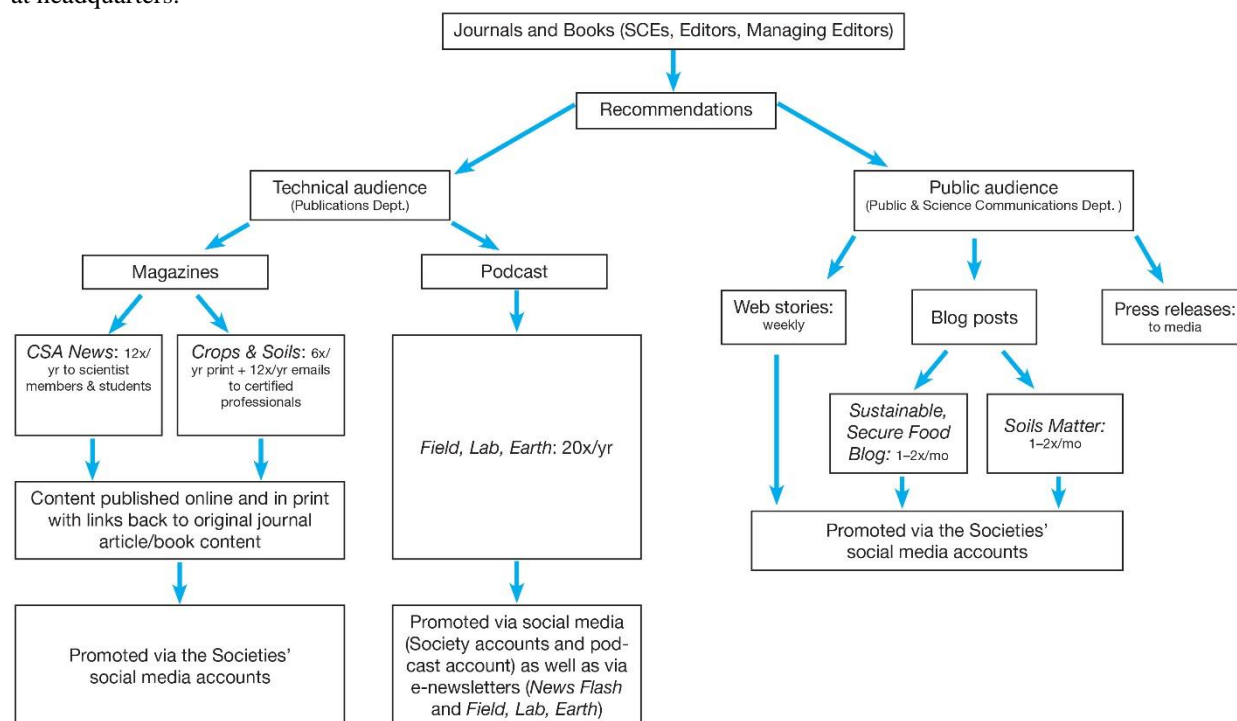 at headquarters.
Journals and Books (SCEs, Editors, Managing Editors)
Recommendations
Technical audience
(Publications Dept.)
Public audience
(Public & Science Communications Dept. )
Magazines
Podcast
Web stories:
weekly
Blog posts
Press releases:
to media
CSA News: 12x/
yr to scientist
members & students
Crops & Soils: 6x/
yr print + 12x/yr emails
to certified
professionals
Field, Lab, Earth: 20x/yr
Sustainable,
Secure Food
Blog: 1–2x/mo
Soils Matter:
1–2x/mo
Content published online and in print
with links back to original journal
article/book content
Promoted via the Societies’
social media accounts
Promoted via the Societies’
social media accounts
Promoted via social media
(Society accounts and pod-
cast account) as well as via
e-newsletters (News Flash
and Field, Lab, Earth)